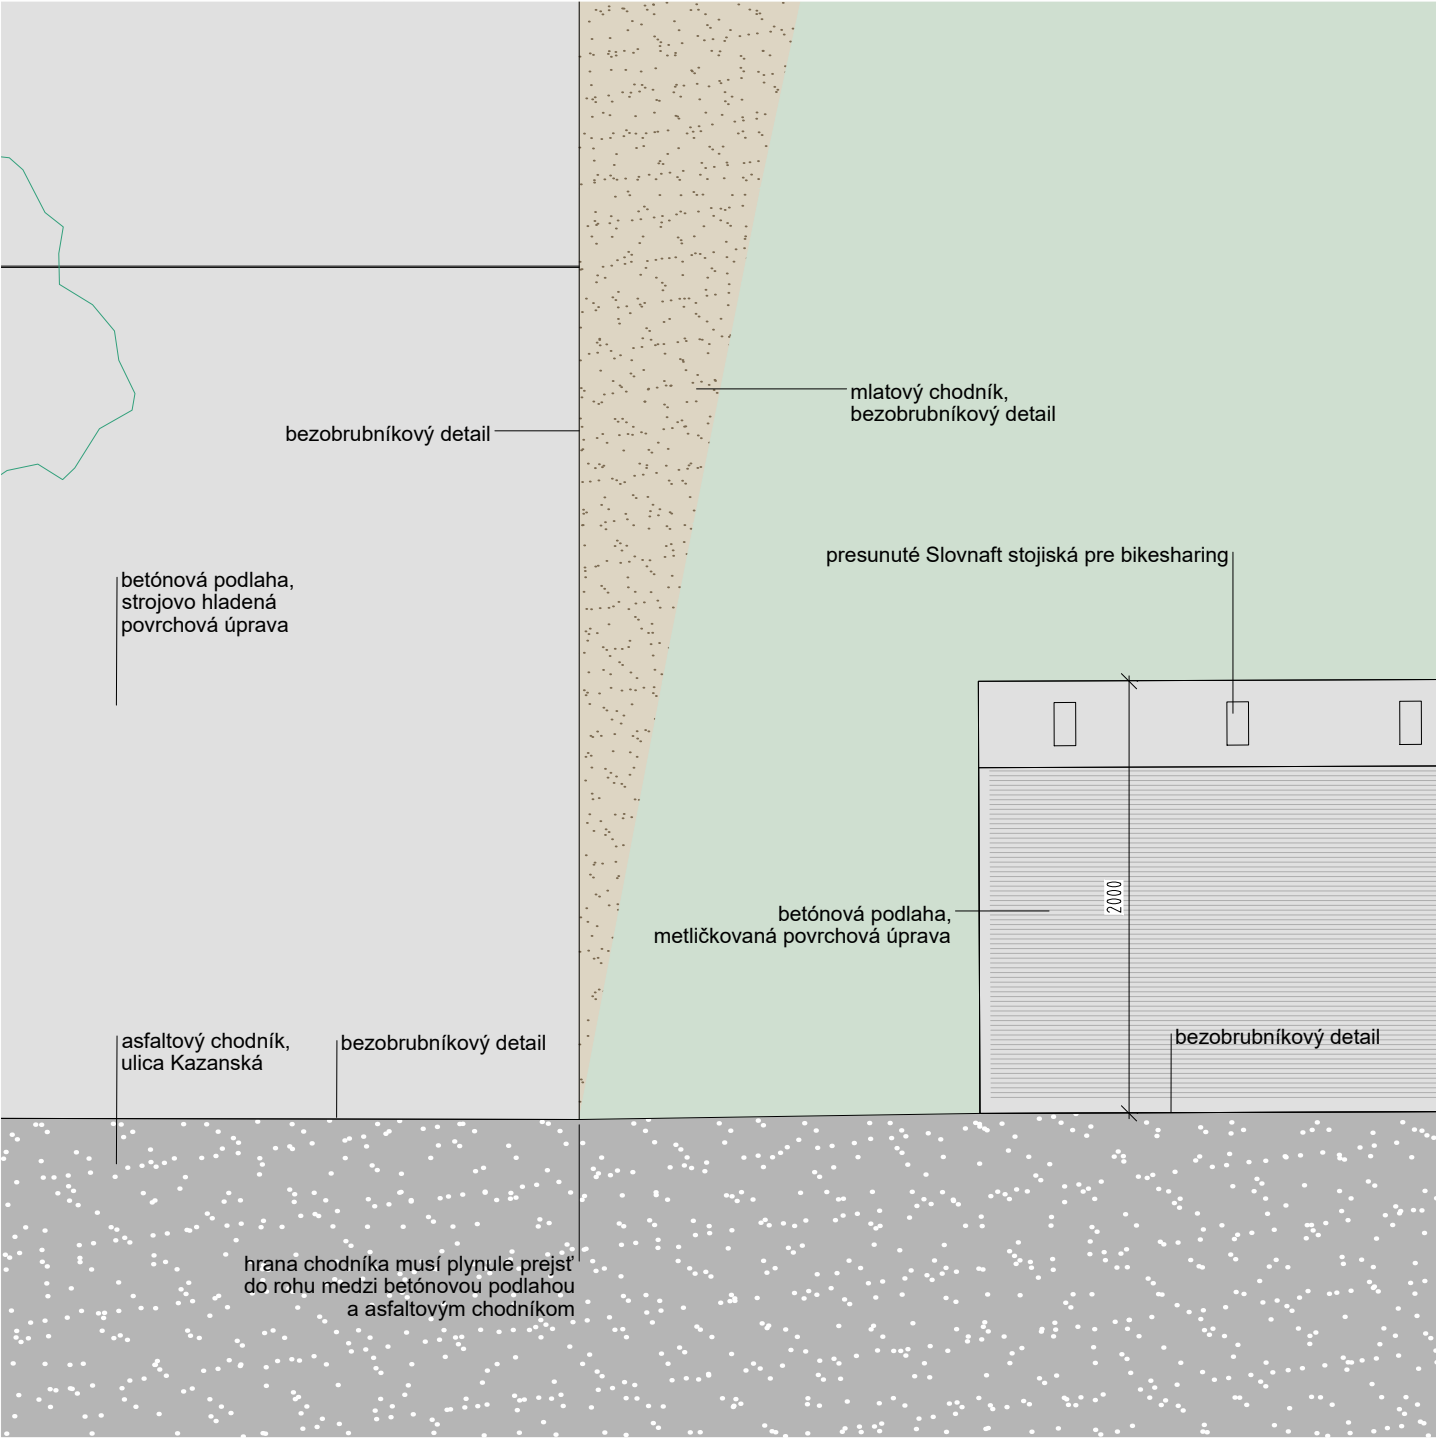 mlatový chodník,
bezobrubníkový detail
bezobrubníkový detail
presunuté Slovnaft stojiská pre bikesharing
betónová podlaha,
strojovo hladená
povrchová úprava
2000
betónová podlaha,
metličkovaná povrchová úprava
asfaltový chodník,
ulica Kazanská
bezobrubníkový detail
bezobrubníkový detail
hrana chodníka musí plynule prejsť
do rohu medzi betónovou podlahou
a asfaltovým chodníkom